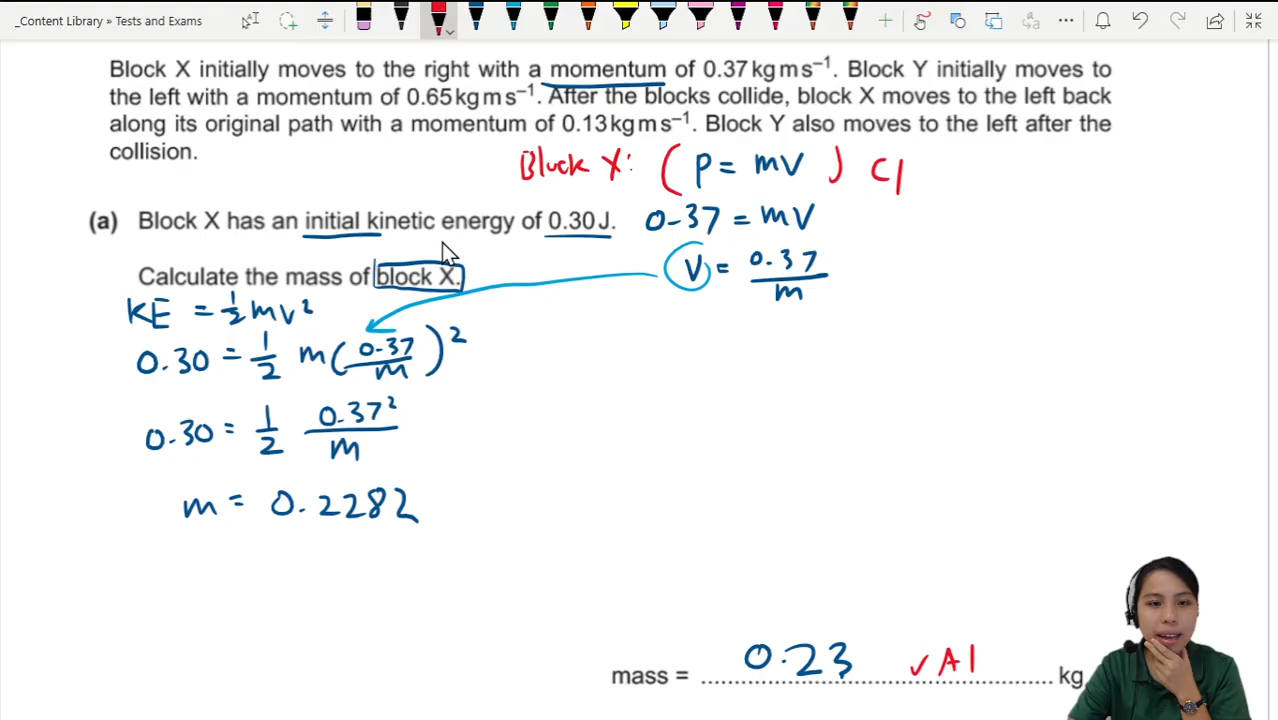 _Content Library » Tests and Exams
Block X initially moves to the right with a momentum of 0.37 kg m s⁻¹. Block Y initially moves to
the left with a momentum of 0.65 kg m s⁻¹. After the blocks collide, block X moves to the left back
along its original path with a momentum of 0.13 kg m s⁻¹. Block Y also moves to the left after the
collision.
Block X: ( p = mv ) C1
(a) Block X has an initial kinetic energy of 0.30 J.
0.37 = mv
Calculate the mass of block X.
v = 0.37 / m
KE = ½ mv²
0.30 = 1/2 m(0.37/m)²
0.30 = 1/2 0.37²/m
m = 0.2282
mass = 0.23 ✓ A1 kg